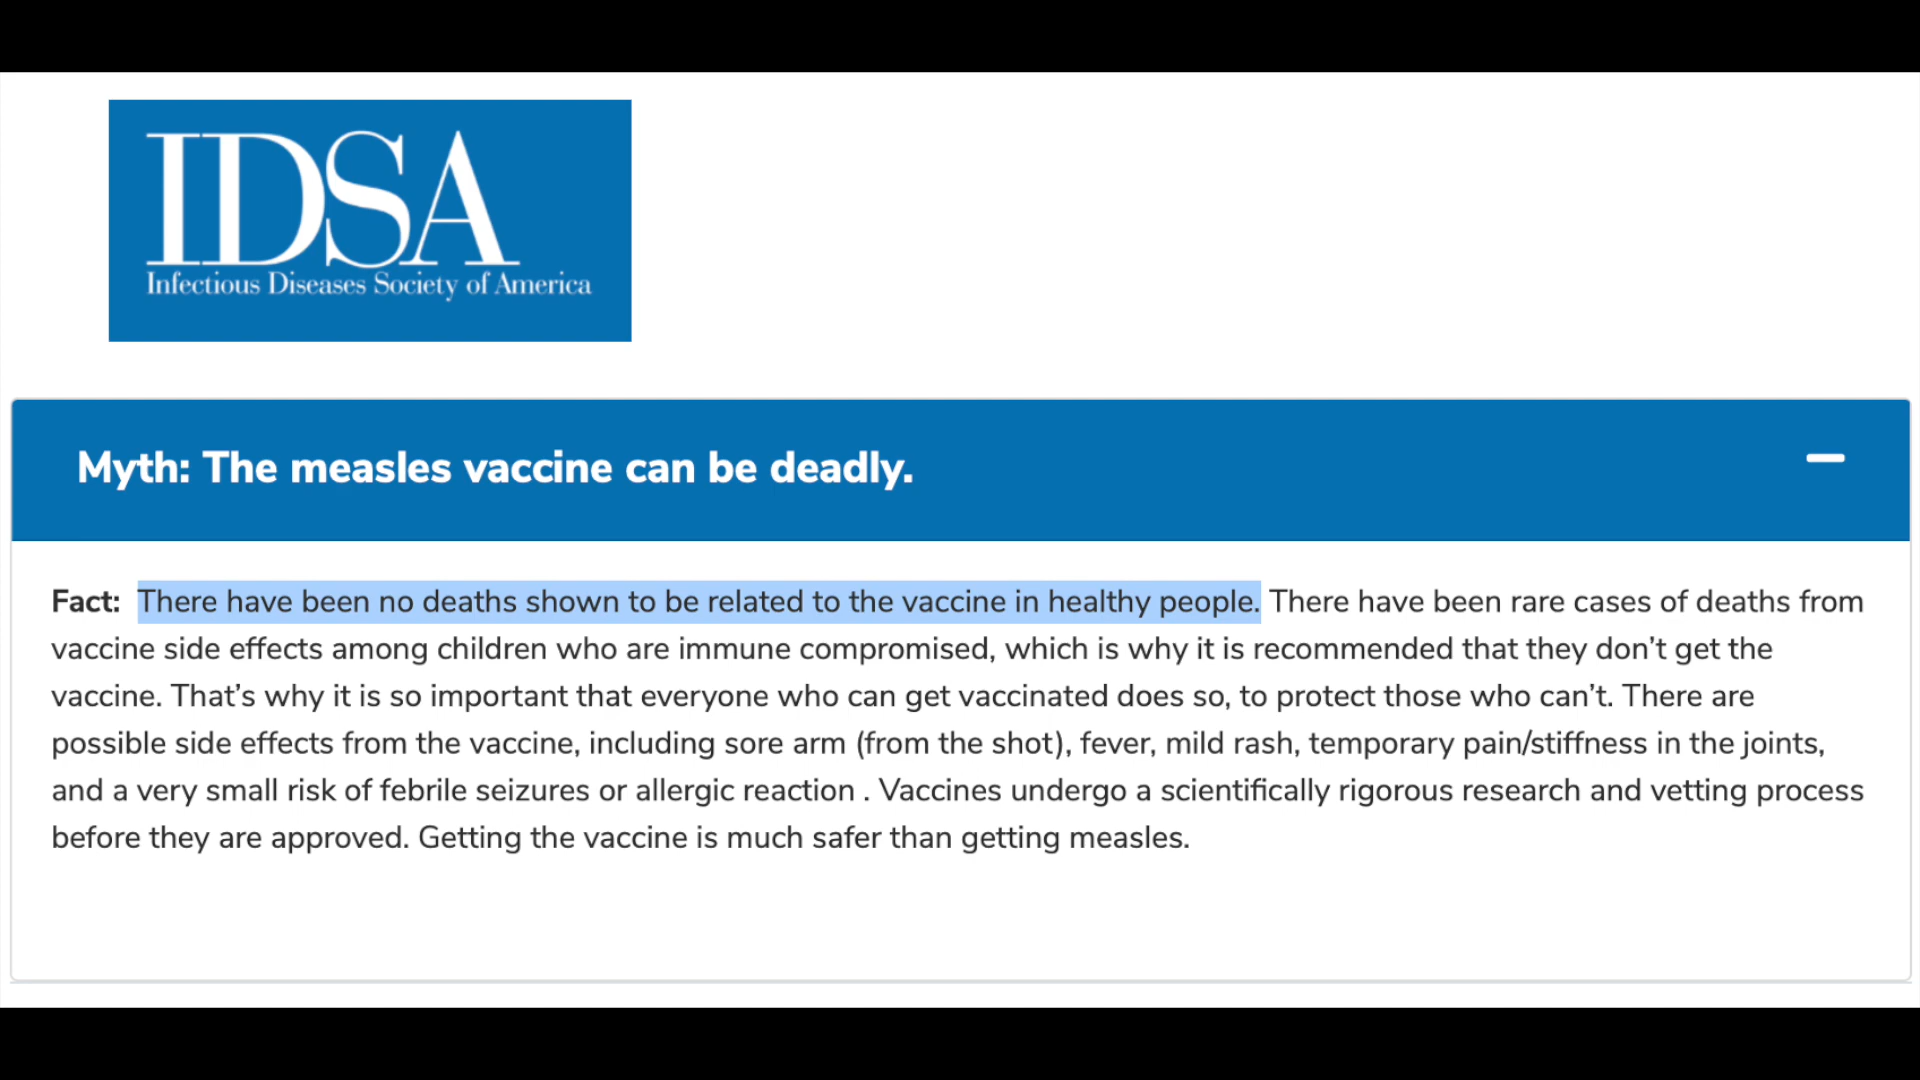 IDSA
Infectious Diseases Society of America
Myth: The measles vaccine can be deadly.
Fact: There have been no deaths shown to be related to the vaccine in healthy people. There have been rare cases of deaths from
vaccine side effects among children who are immune compromised, which is why it is recommended that they don’t get the
vaccine. That’s why it is so important that everyone who can get vaccinated does so, to protect those who can’t. There are
possible side effects from the vaccine, including sore arm (from the shot), fever, mild rash, temporary pain/stiffness in the joints,
and a very small risk of febrile seizures or allergic reaction . Vaccines undergo a scientifically rigorous research and vetting process
before they are approved. Getting the vaccine is much safer than getting measles.